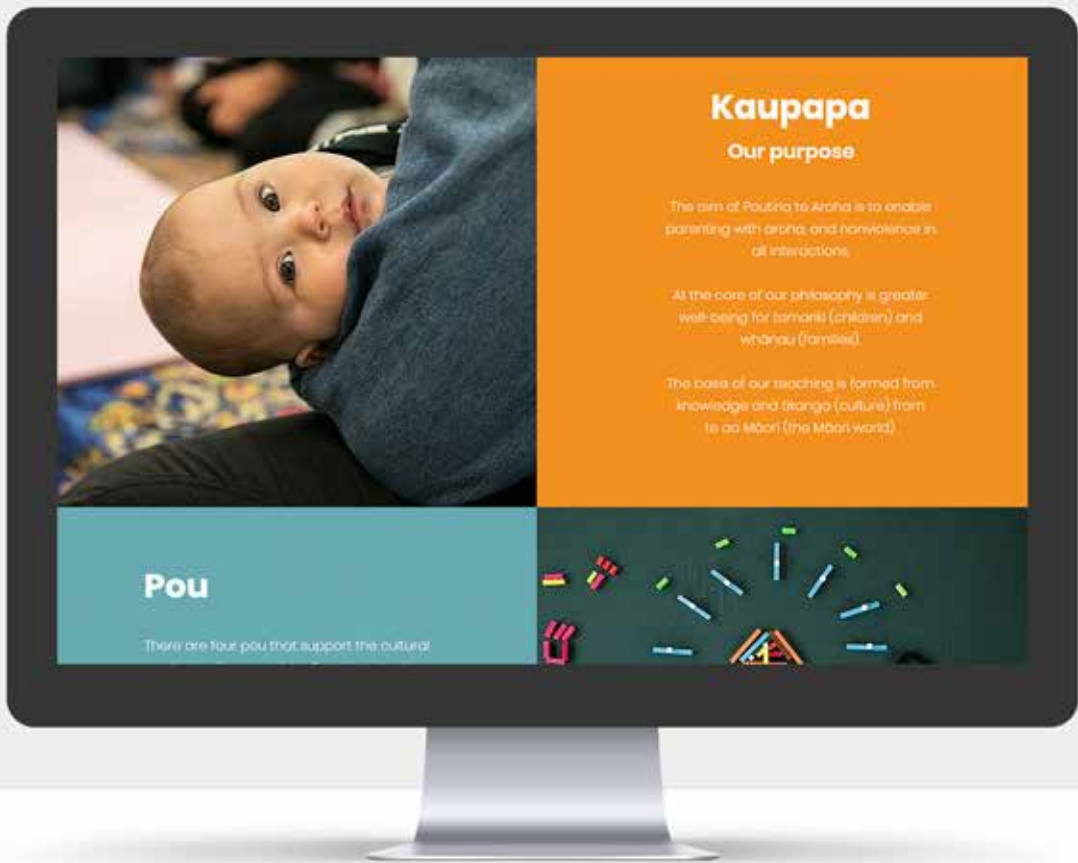 Kaupapa
Our purpose
The aim of Poutiria te Aroha is to enable
parenting with aroha, and nonviolence in
all interactions.
At the core of our philosophy is greater
well-being for tamariki (children) and
whānau (families).
The base of our teaching is formed from
knowledge and tikanga (culture) from
te ao Māori (the Māori world)
Pou
There are four pou that support the cultural